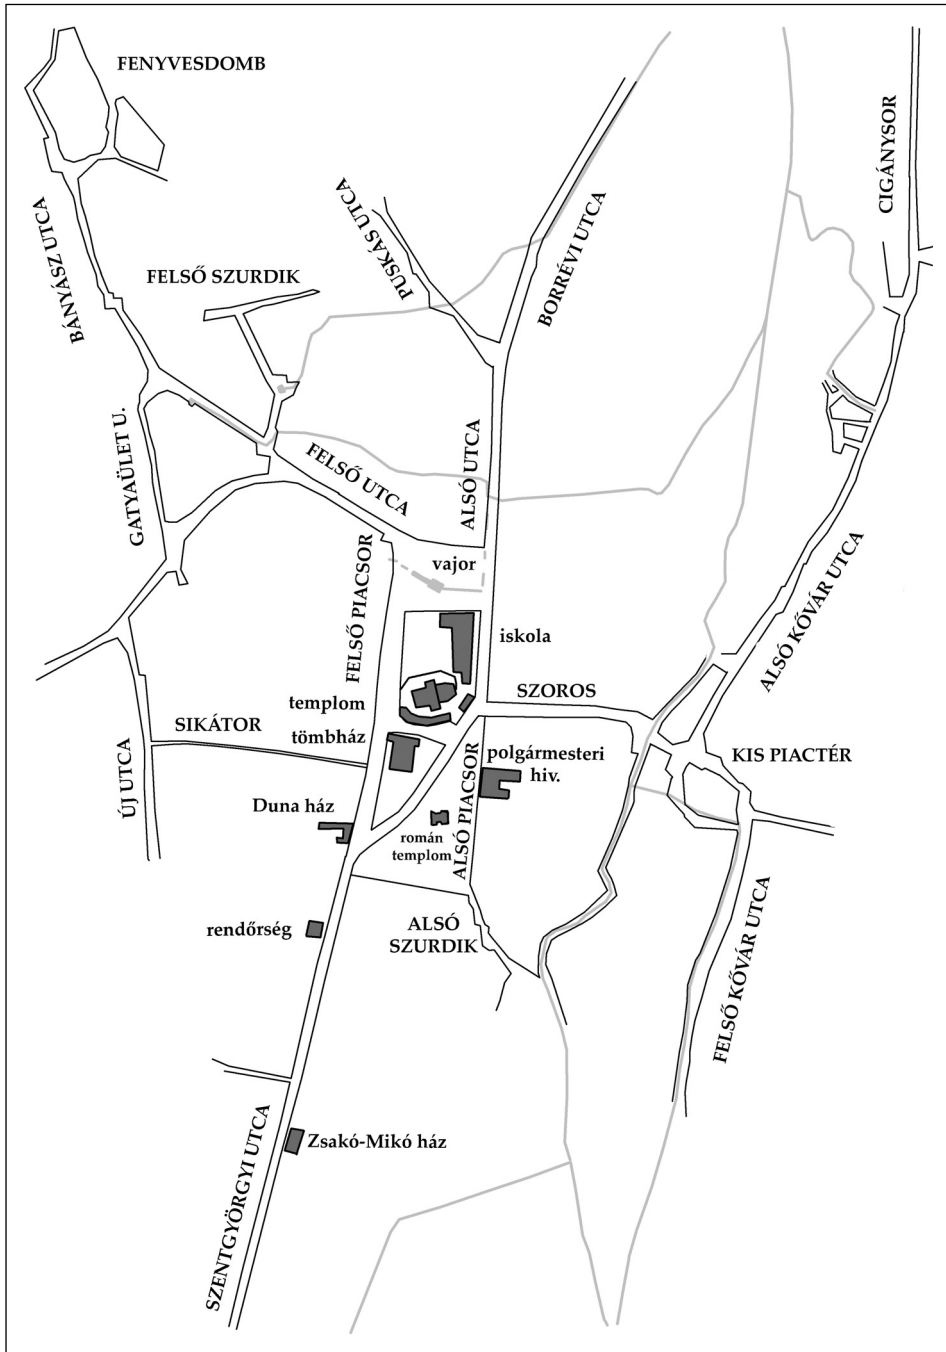 FENYVESDOMB
CIGÁNYSOR
PUSKÁS UTCA
BÁNYÁSZ UTCA
FELSŐ SZURDIK
BORRÉVI UTCA
GATYAÜLET U.
FELSŐ UTCA
ALSÓ UTCA
FELSŐ PIACSOR
vajor
ALSÓ KŐVÁR UTCA
iskola
SZOROS
templom
SIKÁTOR
tömbház
ÚJ UTCA
polgármesteri
hiv.
KIS PIACTÉR
ALSÓ PIACSOR
Duna ház
román
templom
rendőrség
ALSÓ
SZURDIK
FELSŐ KŐVÁR UTCA
SZENTGYÖRGYI UTCA
Zsakó-Mikó ház